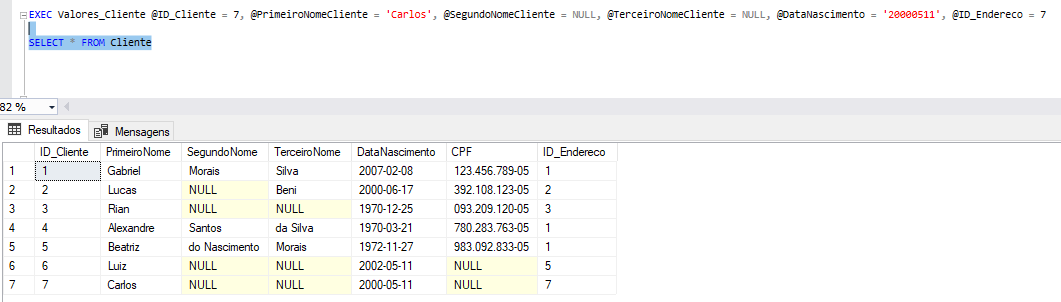 EXEC Valores_Cliente @ID_Cliente = 7, @PrimeiroNomeCliente = 'Carlos', @SegundoNomeCliente = NULL, @TerceiroNomeCliente = NULL, @DataNascimento = '20000511', @ID_Endereco = 7
SELECT * FROM Cliente
82 %
Resultados Mensagens
ID_Cliente PrimeiroNome SegundoNome TerceiroNome DataNascimento CPF ID_Endereco
1 1 Gabriel Morais Silva 2007-02-08 123.456.789-05 1
2 2 Lucas NULL Beni 2000-06-17 392.108.123-05 2
3 3 Rian NULL NULL 1970-12-25 093.209.120-05 3
4 4 Alexandre Santos da Silva 1970-03-21 780.283.763-05 1
5 5 Beatriz do Nascimento Morais 1972-11-27 983.092.833-05 1
6 6 Luiz NULL NULL 2002-05-11 NULL 5
7 7 Carlos NULL NULL 2000-05-11 NULL 7